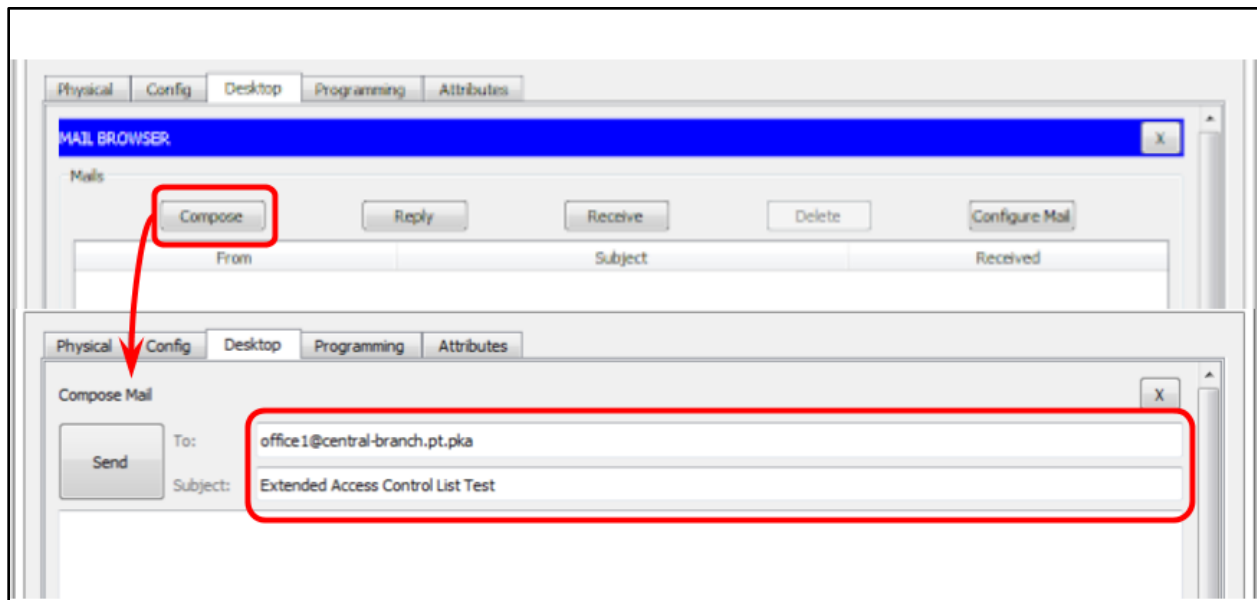 Physical Config Desktop Programming Attributes
MAIL BROWSER
X
Mails
Compose Reply Receive Delete Configure Mail
From Subject Received
Physical Config Desktop Programming Attributes
Compose Mail
X
Send
To: office1@central-branch.pt.pka
Subject: Extended Access Control List Test